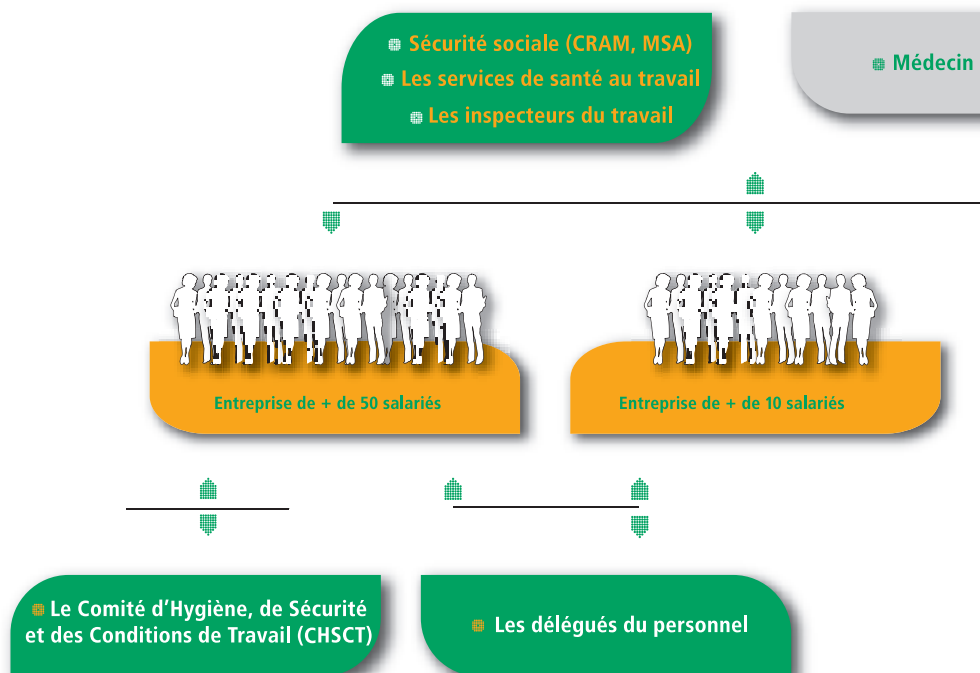 Sécurité sociale (CRAM, MSA)
Les services de santé au travail
Les inspecteurs du travail
Médecin
Entreprise de + de 50 salariés
Entreprise de + de 10 salariés
Le Comité d’Hygiène, de Sécurité
et des Conditions de Travail (CHSCT)
Les délégués du personnel